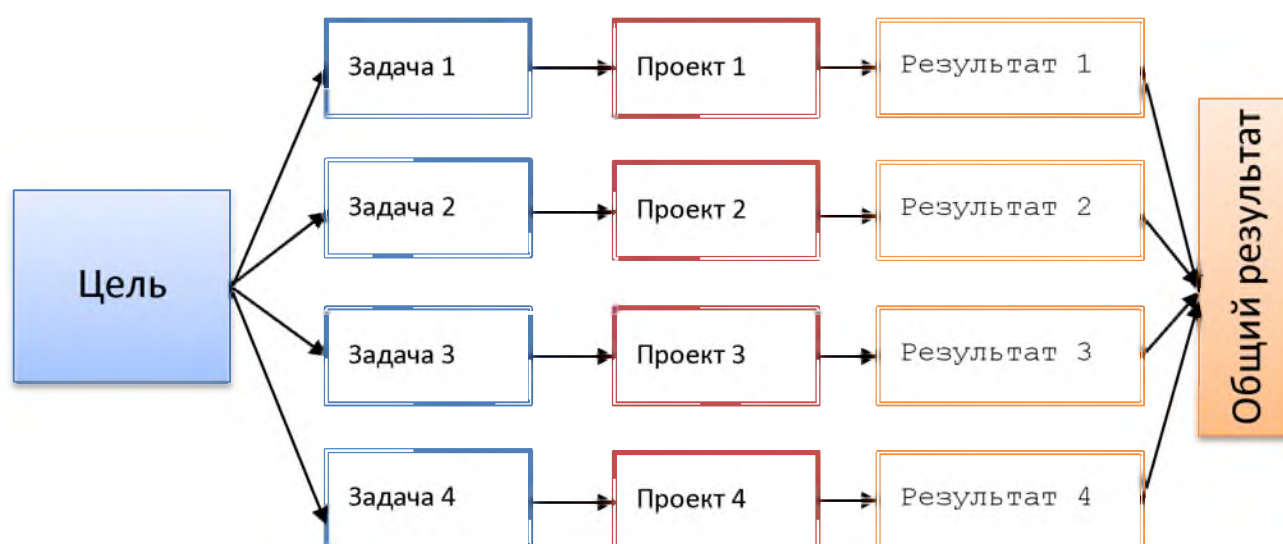 Цель
Задача 1
Проект 1
Результат 1
Задача 2
Проект 2
Результат 2
Задача 3
Проект 3
Результат 3
Задача 4
Проект 4
Результат 4
Общий результат